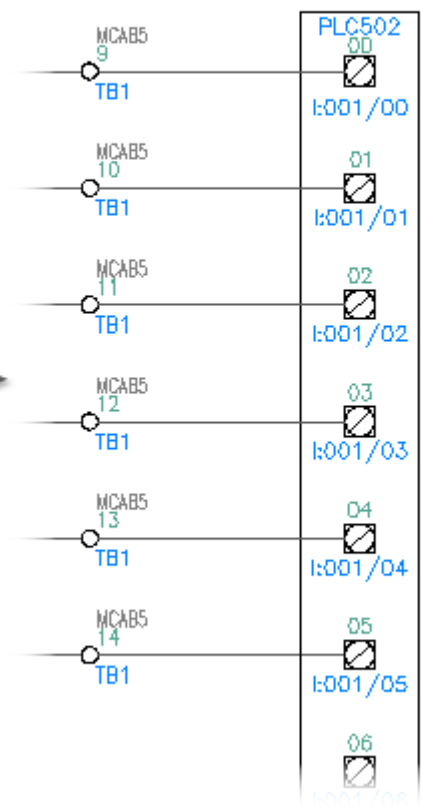 MCAB5
9
TB1
PLC502
00
I:001/00
MCAB5
10
TB1
01
I:001/01
MCAB5
11
TB1
02
I:001/02
MCAB5
12
TB1
03
I:001/03
MCAB5
13
TB1
04
I:001/04
MCAB5
14
TB1
05
I:001/05
06